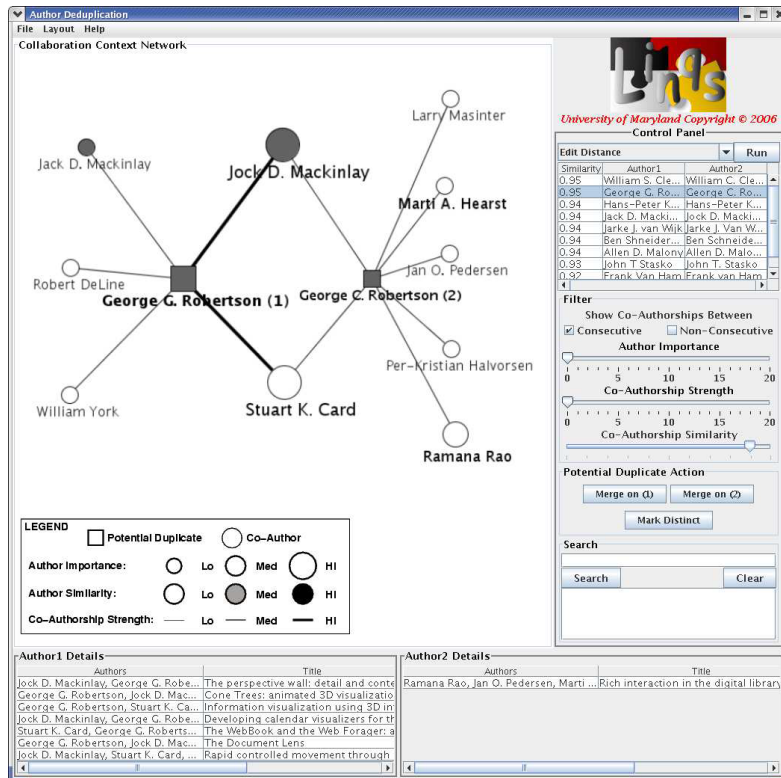 Author Deduplication
File Layout Help
Collaboration Context Network
Larry Masinter
Jack D. Mackinlay
Jock D. Mackinlay
Marti A. Hearst
Robert DeLine
Jan O. Pedersen
George G. Robertson (1)
George C. Robertson (2)
Per-Kristian Halvorsen
William York
Stuart K. Card
Ramana Rao
LEGEND
Potential Duplicate Co-Author
Author Importance: Lo Med HI
Author Similarity: Lo Med HI
Co-Authorship Strength: Lo Med HI
Linqs
University of Maryland Copyright © 2006
Control Panel
Edit Distance Run
Similarity Author1 Author2
0.95 William S. Cle... William C. Cle...
0.95 George G. Ro... George C. Ro...
0.94 Hans-Peter K... Hans-Peter K...
0.94 Jack D. Macki... Jock D. Macki...
0.94 Jarke J. van Wijk Jarke J. Van W...
0.94 Ben Shneider... Ben Schneide...
0.94 Allen D. Malony Allen D. Malo...
0.93 John T Stasko John T. Stasko
0.92 Frank Van Ham Frank van Ham
Filter
Show Co-Authorships Between
Consecutive Non-Consecutive
Author Importance
0 5 10 15 20
Co-Authorship Strength
0 5 10 15 20
Co-Authorship Similarity
Potential Duplicate Action
Merge on (1) Merge on (2)
Mark Distinct
Search
Search Clear
Author1 Details
Authors Title
Jock D. Mackinlay, George G. Robe... The perspective wall: detail and conte
George G. Robertson, Jock D. Mac... Cone Trees: animated 3D visualizatio
George G. Robertson, Stuart K. Ca... Information visualization using 3D in
Jock D. Mackinlay, George G. Robe... Developing calendar visualizers for th
Stuart K. Card, George G. Roberts... The WebBook and the Web Forager: a
George G. Robertson, Jock D. Mac... The Document Lens
Jock D. Mackinlay, Stuart K. Card, ... Rapid controlled movement through
Author2 Details
Authors Title
Ramana Rao, Jan O. Pedersen, Marti ... Rich interaction in the digital library